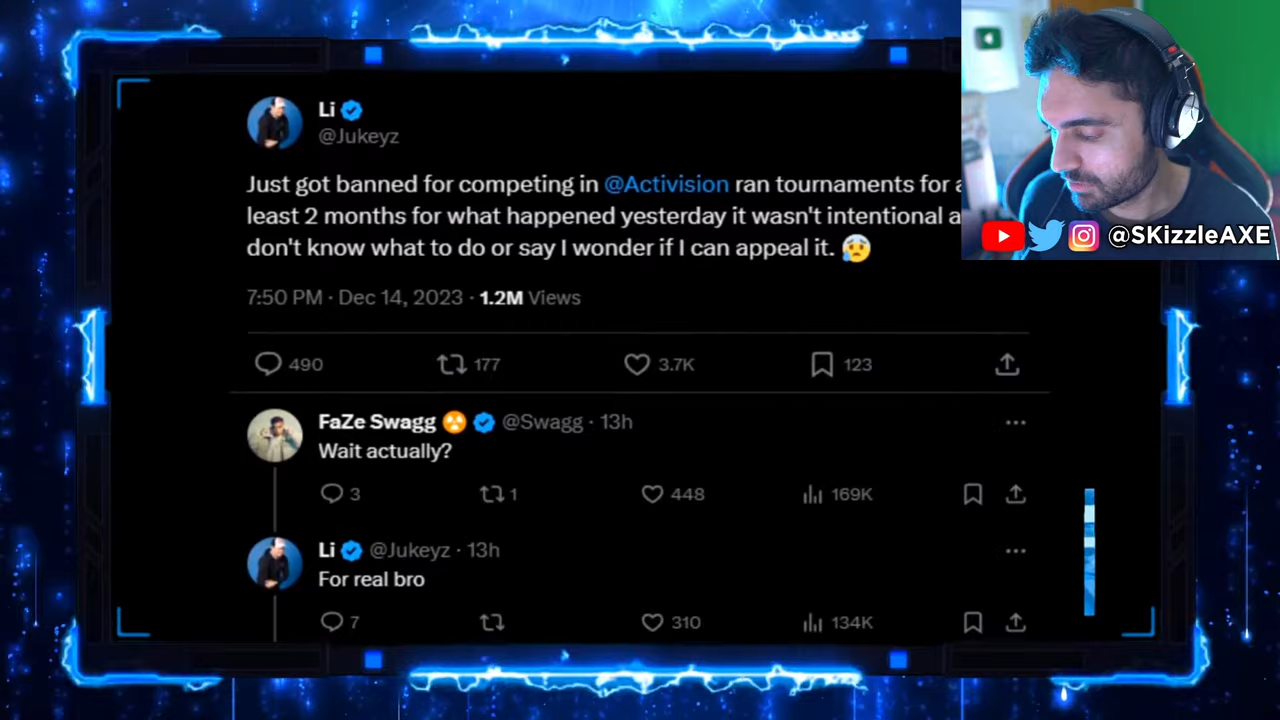 Li
@Jukeyz
Just got banned for competing in @Activision ran tournaments for a
least 2 months for what happened yesterday it wasn't intentional a
don't know what to do or say I wonder if I can appeal it. 😰
7:50 PM · Dec 14, 2023 · 1.2M Views
490 177 3.7K 123
FaZe Swagg ☢️ @Swagg · 13h
Wait actually?
3 1 448 169K
Li @Jukeyz · 13h
For real bro
7 310 134K
@SKizzleAXE